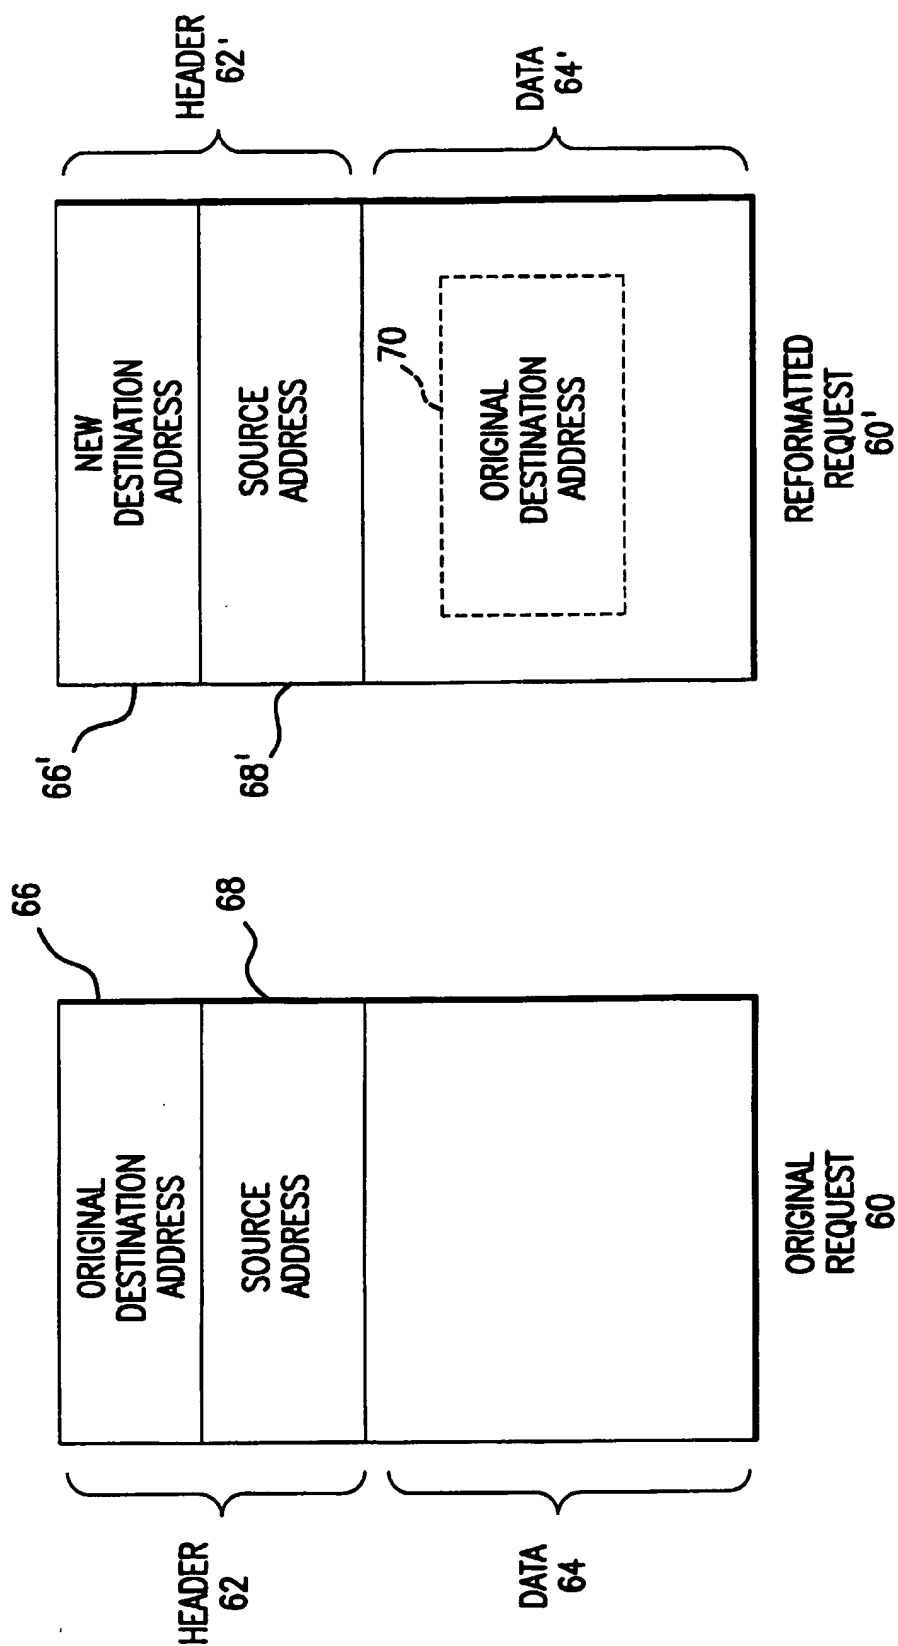 HEADER
62
DATA
64
ORIGINAL
DESTINATION
ADDRESS
SOURCE
ADDRESS
66
68
ORIGINAL
REQUEST
60
66'
68'
NEW
DESTINATION
ADDRESS
SOURCE
ADDRESS
70
ORIGINAL
DESTINATION
ADDRESS
HEADER
62'
DATA
64'
REFORMATTED
REQUEST
60'